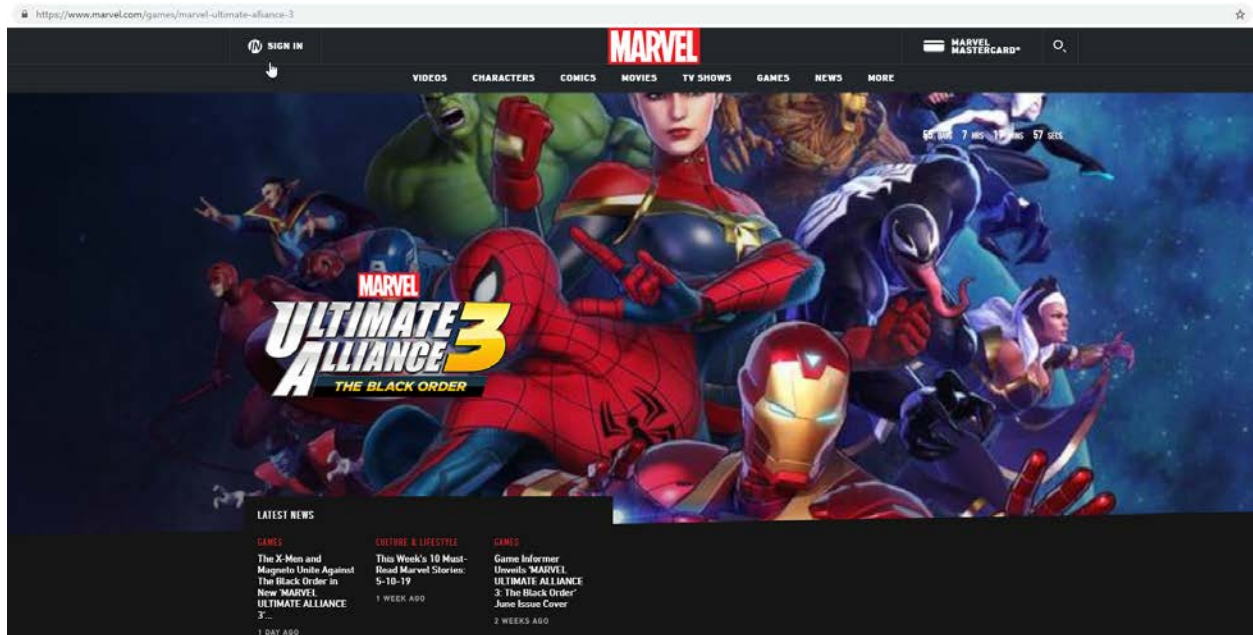 https://www.marvel.com/games/marvel-ultimate-alliance-3
IN SIGN IN
MARVEL
MARVEL MASTERCARD®
VIDEOS CHARACTERS COMICS MOVIES TV SHOWS GAMES NEWS MORE
55 DAYS 7 HRS MINS 57 SECS
MARVEL
ULTIMATE
ALLIANCE 3
THE BLACK ORDER
LATEST NEWS
GAMES
The X-Men and
Magneto Unite Against
The Black Order in
New 'MARVEL
ULTIMATE ALLIANCE
3'...
1 DAY AGO
CULTURE & LIFESTYLE
This Week's 10 Must-
Read Marvel Stories:
5-10-19
1 WEEK AGO
GAMES
Game Informer
Unveils 'MARVEL
ULTIMATE ALLIANCE
3: The Black Order'
June Issue Cover
2 WEEKS AGO